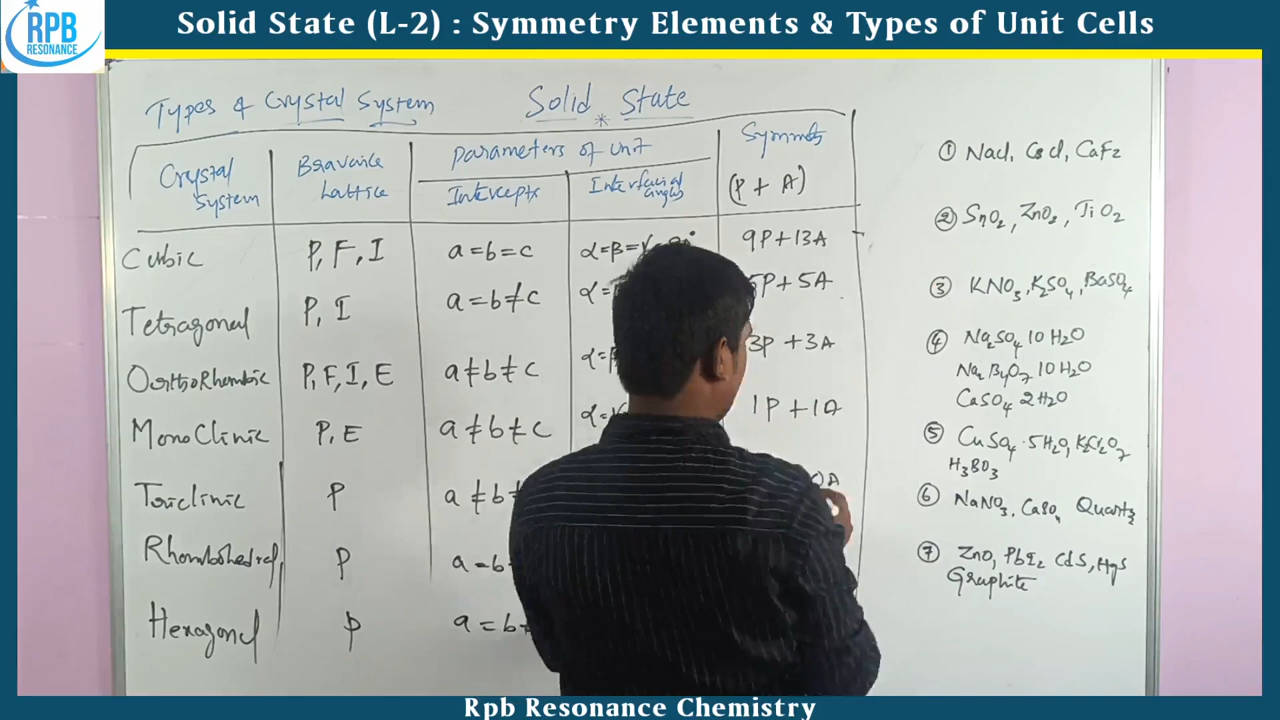 Solid State (L-2) : Symmetry Elements & Types of Unit Cells
RPB
RESONANCE
Types of Crystal System
Solid State
Crystal System
Bravaice Lattice
parameters of unit
Intercepts
Interfacial angles
(P + A)
Cubic
P, F, I
a = b = c
α = β =
9P + 13A
Tetragonal
P, I
a = b ≠ c
α =
5P + 5A
OorthoRhombic
P, F, I, E
a ≠ b ≠ c
α =
3P + 3A
MonoClinic
P, E
a ≠ b ≠ c
α =
1P + 1A
Triclinic
P
a ≠ b
Rhombohedral
P
a = b
Hexagonal
P
a = b
① NaCl, CsCl, CaF2
② SnO2, ZnO2, TiO2
③ KNO3, K2SO4, BaSO4
④ Na2SO4 10H2O
Na2 B4O7 10H2O
CaSO4 2H2O
⑤ CuSO4 · 5H2O, K2Cr2O7
H3BO3
⑥ NaNO3, CaSO4 Quartz
⑦ ZnO, PbI2 CdS, HgS
Graphite
Rpb Resonance Chemistry